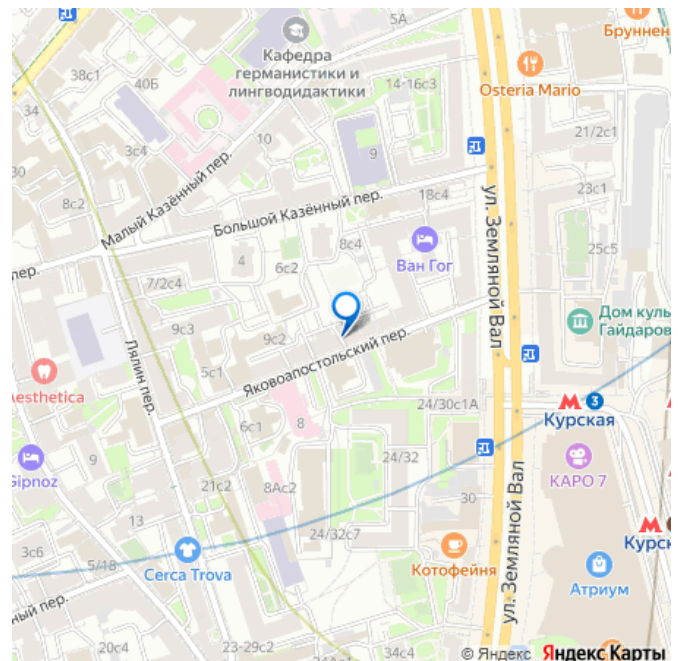 5А
Бруннен
38с1
40Б
Кафедра
германистики и
лингводидактики
14-16с3
Osteria Mario
34
3с4
10
9
21/2с1
30
Малый Казённый пер.
8с2
Большой Казённый пер.
18с4
23с1
ул. Земляной Вал
пер.
4
6с2
8с4
Ван Гог
25с5
7/2с4
9с3
9с2
Дом куль
Гайдаров
Aesthetica
Лялин пер.
5с1
Яковоапостольский пер.
24/30с1А
3
Курская
6с1
8
Gipnoz
9
24/32
КАРО 7
21с2
8Ас2
30
13
Курск
3с6
5/18
24/32с7
Cerca Trova
Котофейня
ул. Земляной Вал
Атриум
ный пер.
20с4
23-29с2
24Ас1
34с4
© Яндекс Яндекс Карты